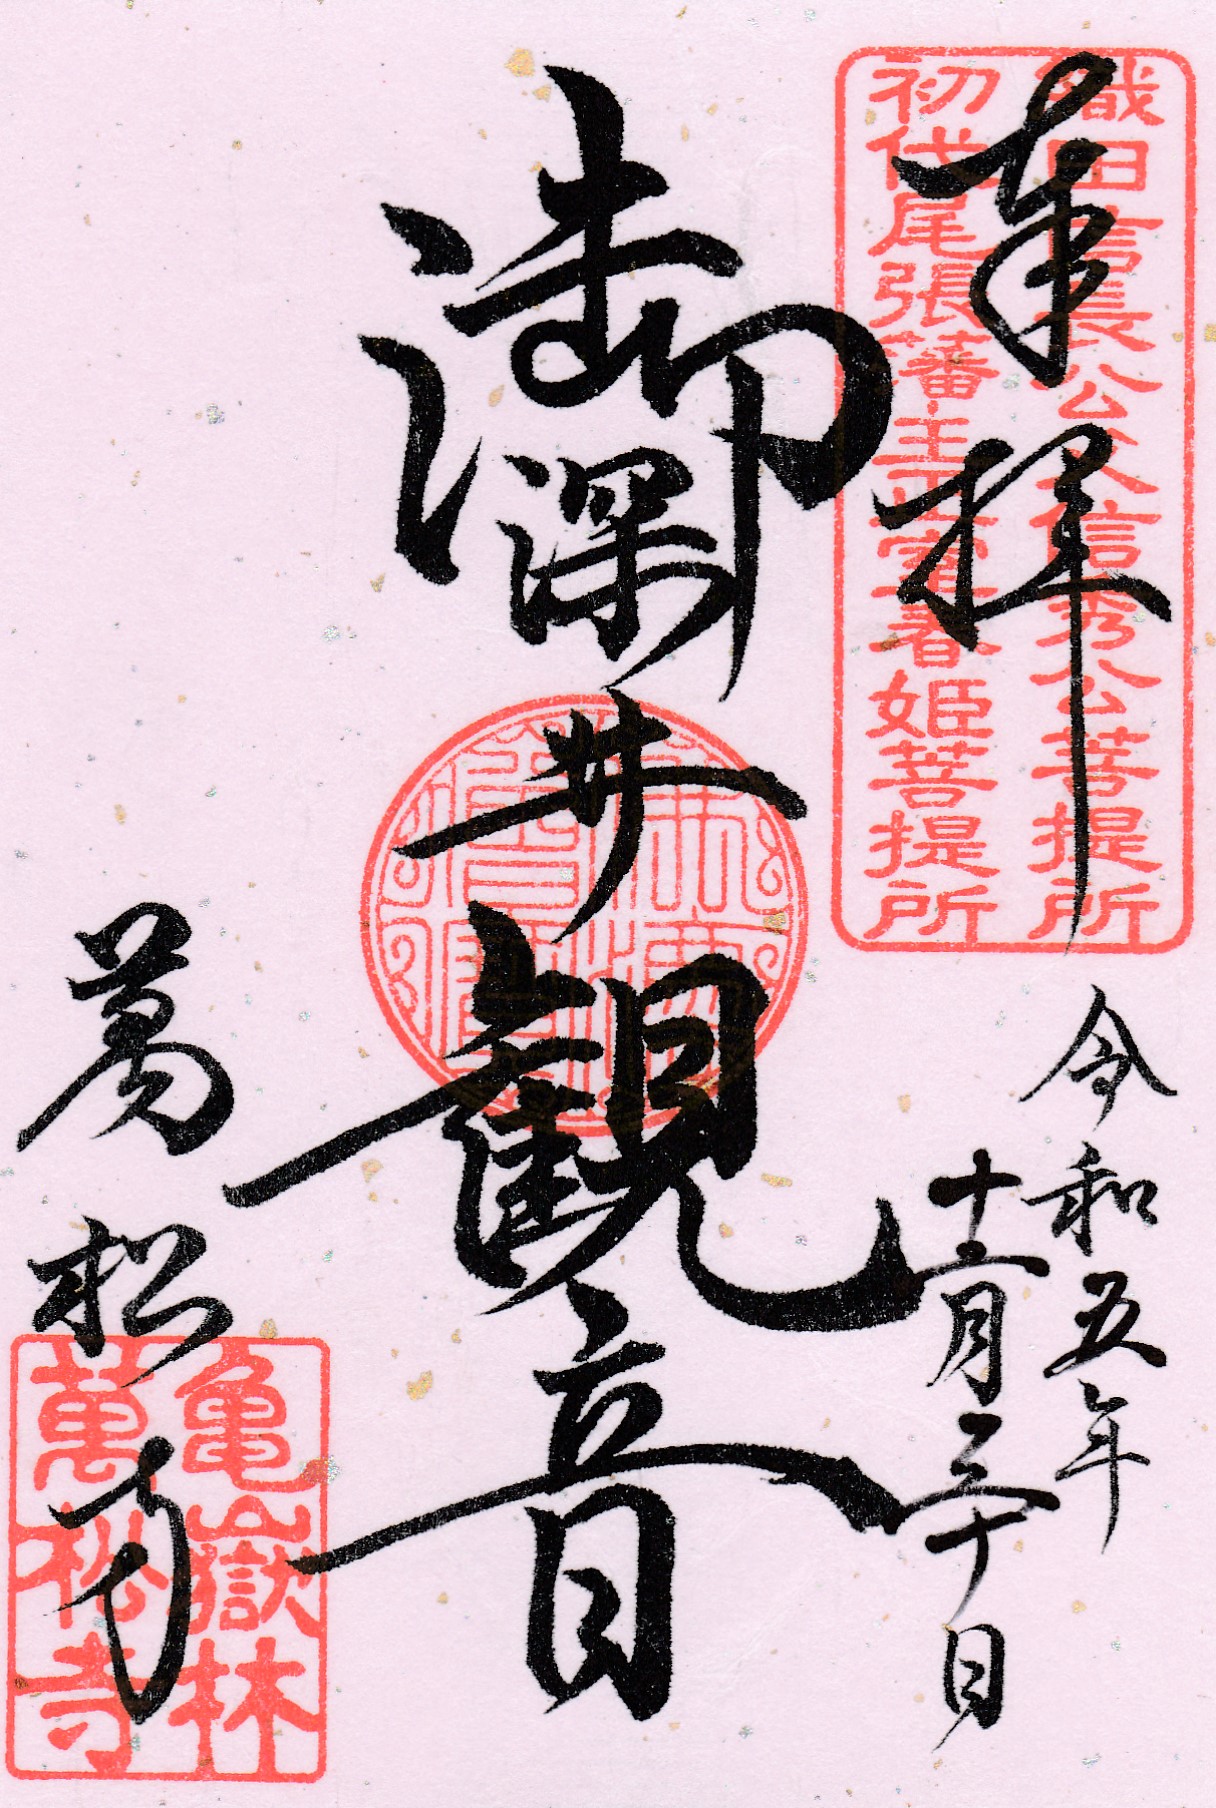 奉拝
織田信長公父信秀公菩提所
初代尾張藩主正室春姫菩提所
令和五年
十二月三十日
御深井観音
萬松寺
亀嶽林
萬松寺